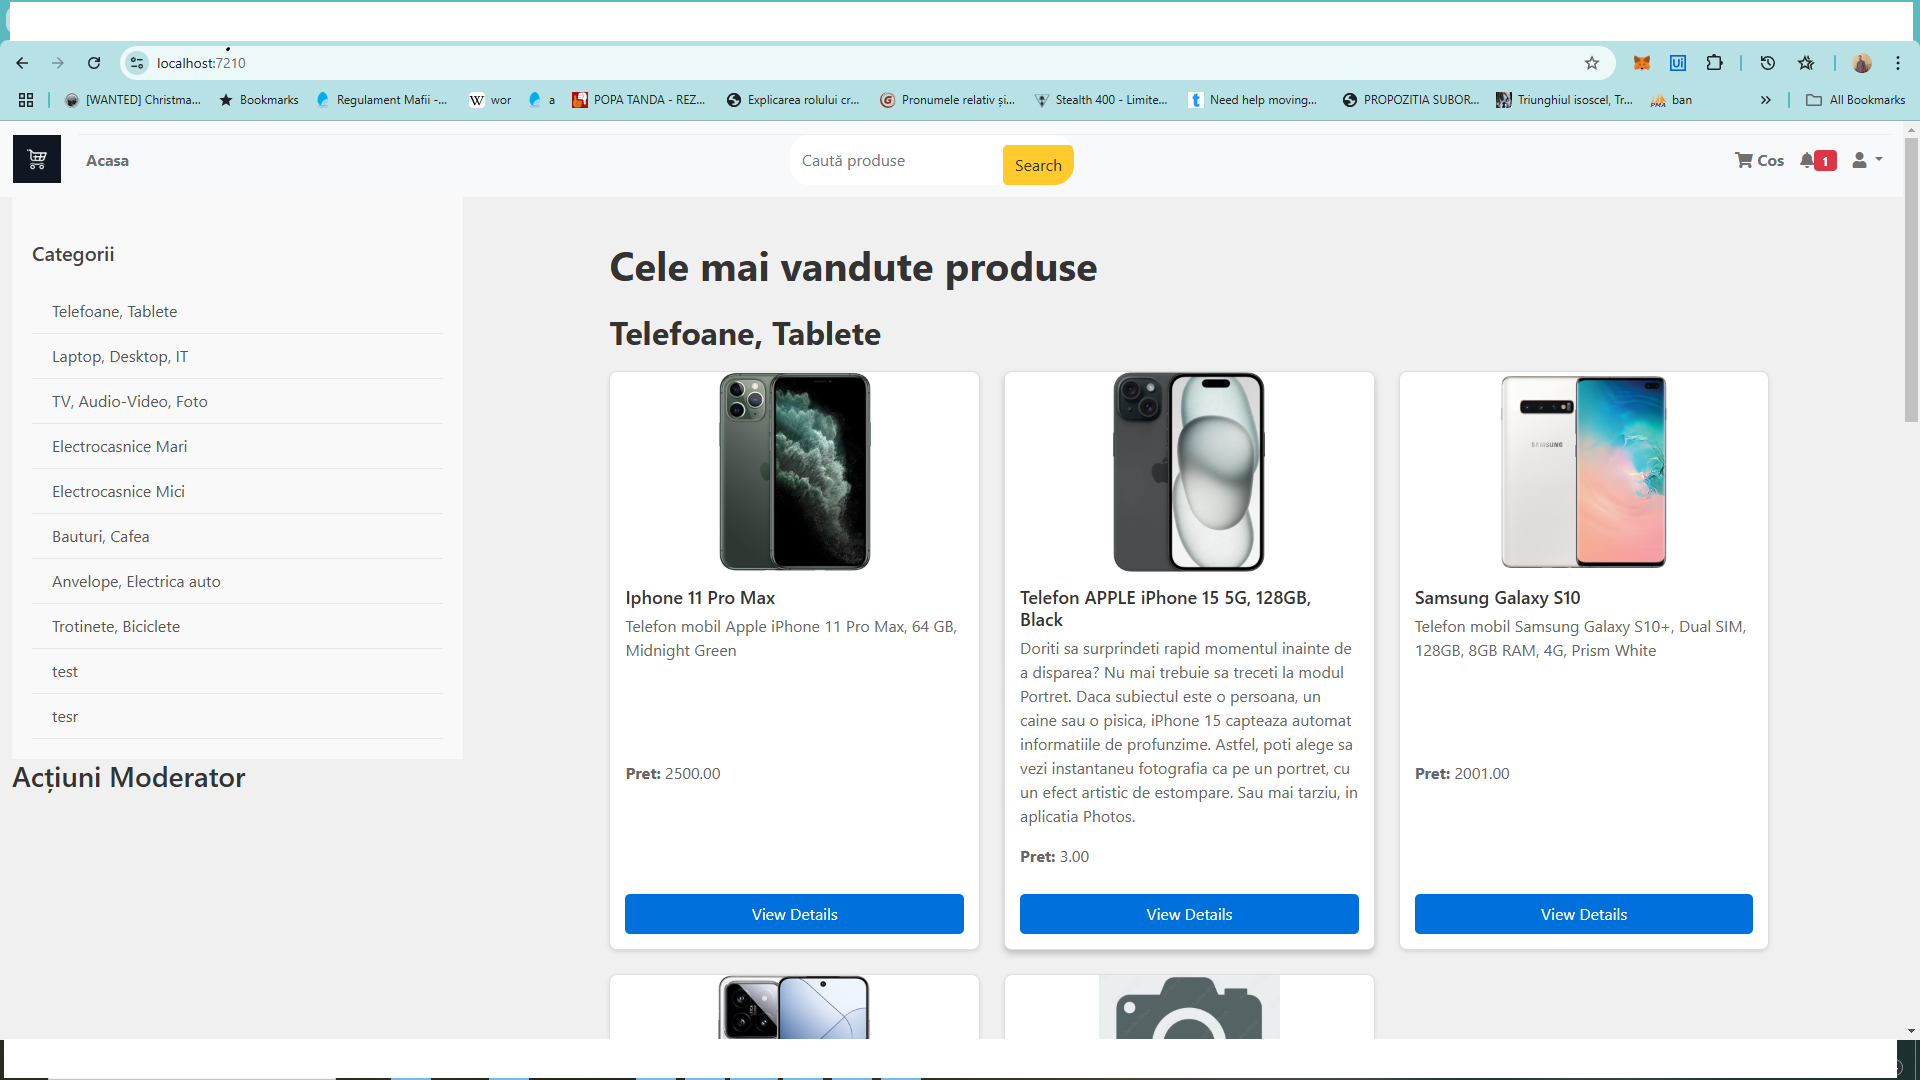 localhost:7210
[WANTED] Christma...
Bookmarks
Regulament Mafii -...
W wor
a
POPA TANDA - REZ...
Explicarea rolului cr...
Pronumele relativ și...
Stealth 400 - Limite...
Need help moving...
PROPOZITIA SUBOR...
Triunghiul isoscel, Tr...
ban
All Bookmarks
Acasa
Caută produse
Search
Cos
1
Categorii
Telefoane, Tablete
Laptop, Desktop, IT
TV, Audio-Video, Foto
Electrocasnice Mari
Electrocasnice Mici
Bauturi, Cafea
Anvelope, Electrica auto
Trotinete, Biciclete
test
tesr
Acțiuni Moderator
Cele mai vandute produse
Telefoane, Tablete
Iphone 11 Pro Max
Telefon mobil Apple iPhone 11 Pro Max, 64 GB,
Midnight Green
Pret: 2500.00
View Details
Telefon APPLE iPhone 15 5G, 128GB,
Black
Doriti sa surprindeti rapid momentul inainte de
a disparea? Nu mai trebuie sa treceti la modul
Portret. Daca subiectul este o persoana, un
caine sau o pisica, iPhone 15 capteaza automat
informatiile de profunzime. Astfel, poti alege sa
vezi instantaneu fotografia ca pe un portret, cu
un efect artistic de estompare. Sau mai tarziu, in
aplicatia Photos.
Pret: 3.00
View Details
SAMSUNG
Samsung Galaxy S10
Telefon mobil Samsung Galaxy S10+, Dual SIM,
128GB, 8GB RAM, 4G, Prism White
Pret: 2001.00
View Details